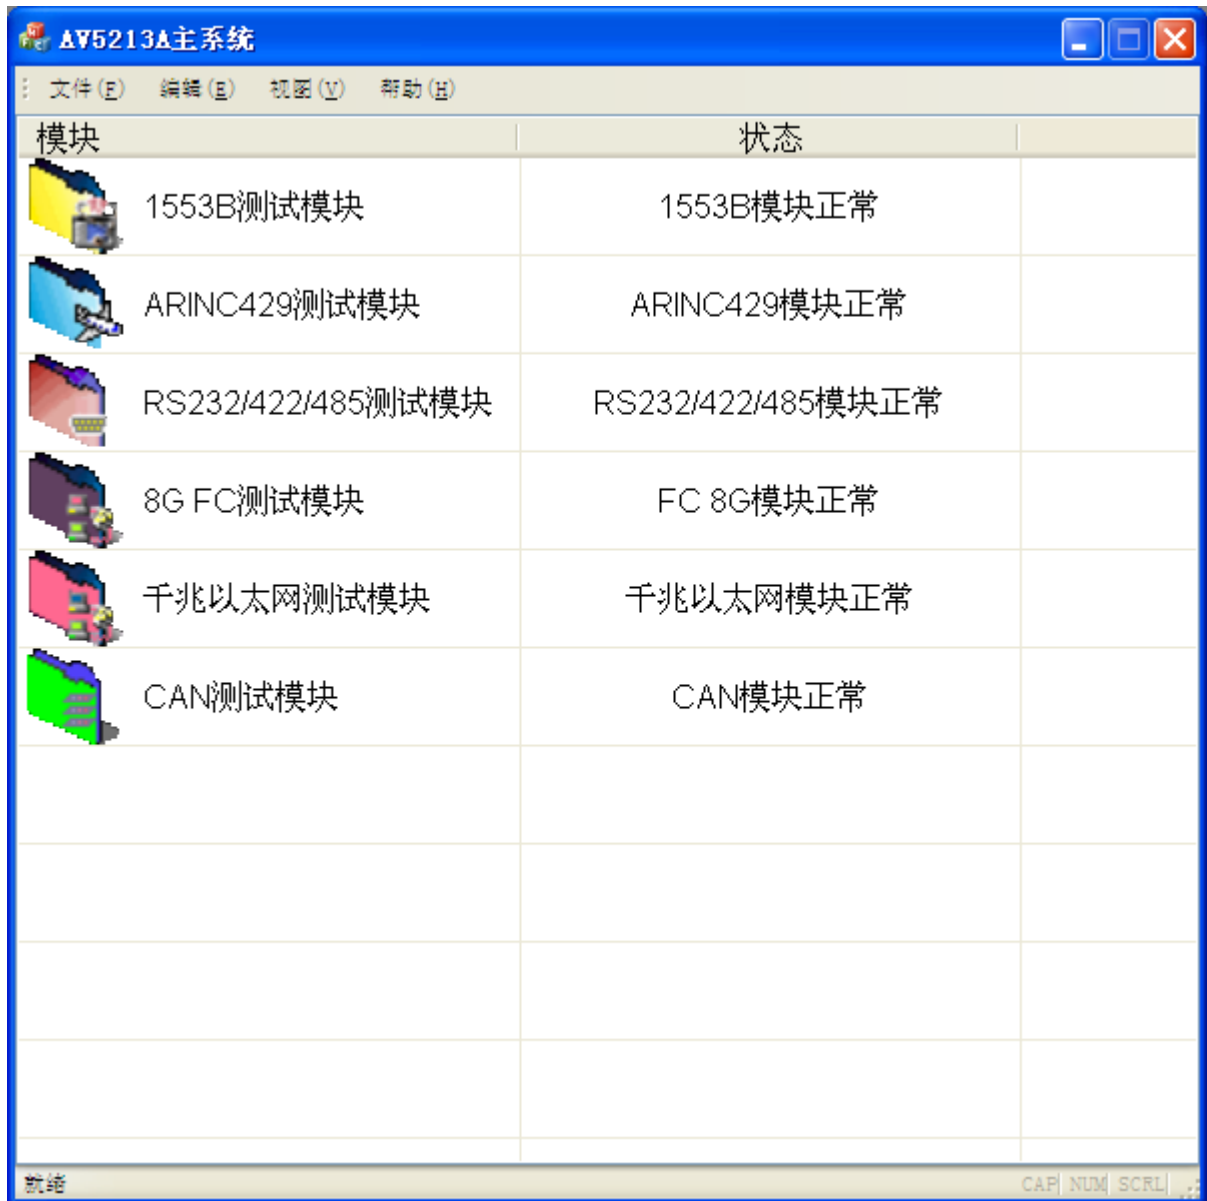 AV5213A主系统
文件(F) 编辑(E) 视图(V) 帮助(H)
模块 状态
1553B测试模块 1553B模块正常
ARINC429测试模块 ARINC429模块正常
RS232/422/485测试模块 RS232/422/485模块正常
8G FC测试模块 FC 8G模块正常
千兆以太网测试模块 千兆以太网模块正常
CAN测试模块 CAN模块正常
就绪 CAP NUM SCRL